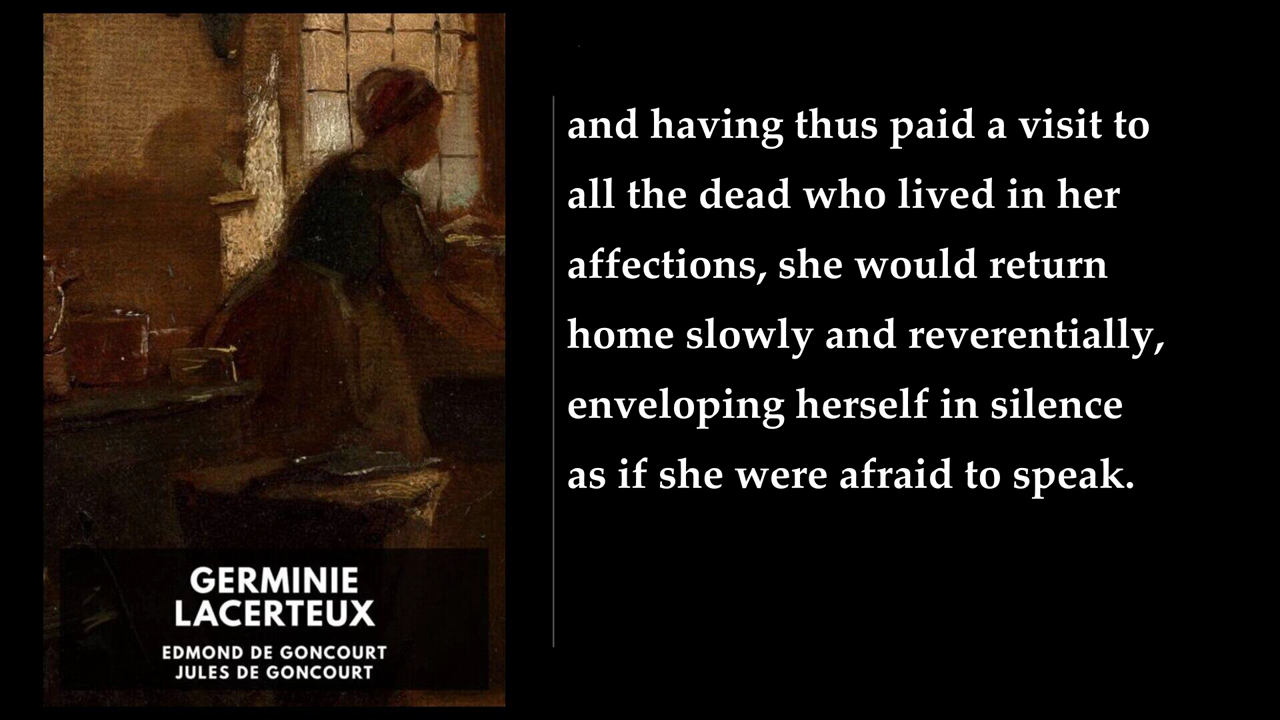 and having thus paid a visit to
all the dead who lived in her
affections, she would return
home slowly and reverentially,
enveloping herself in silence
as if she were afraid to speak.
GERMINIE
LACERTEUX
EDMOND DE GONCOURT
JULES DE GONCOURT